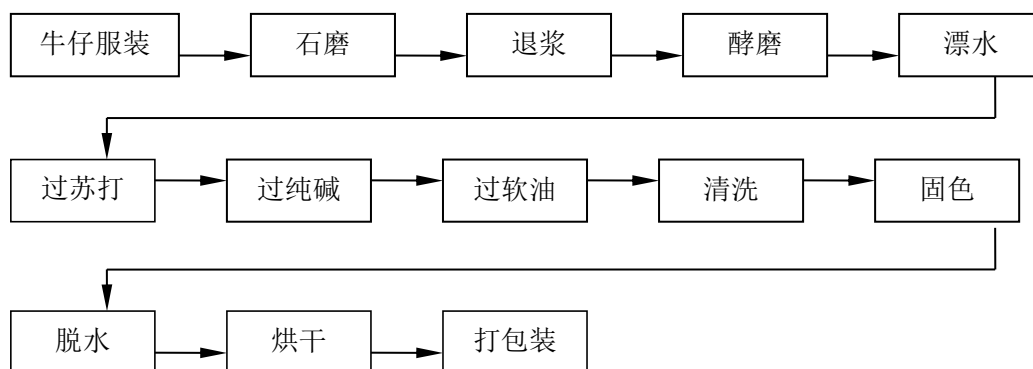 牛仔服装 石磨 退浆 酵磨 漂水
过苏打 过纯碱 过软油 清洗 固色
脱水 烘干 打包装